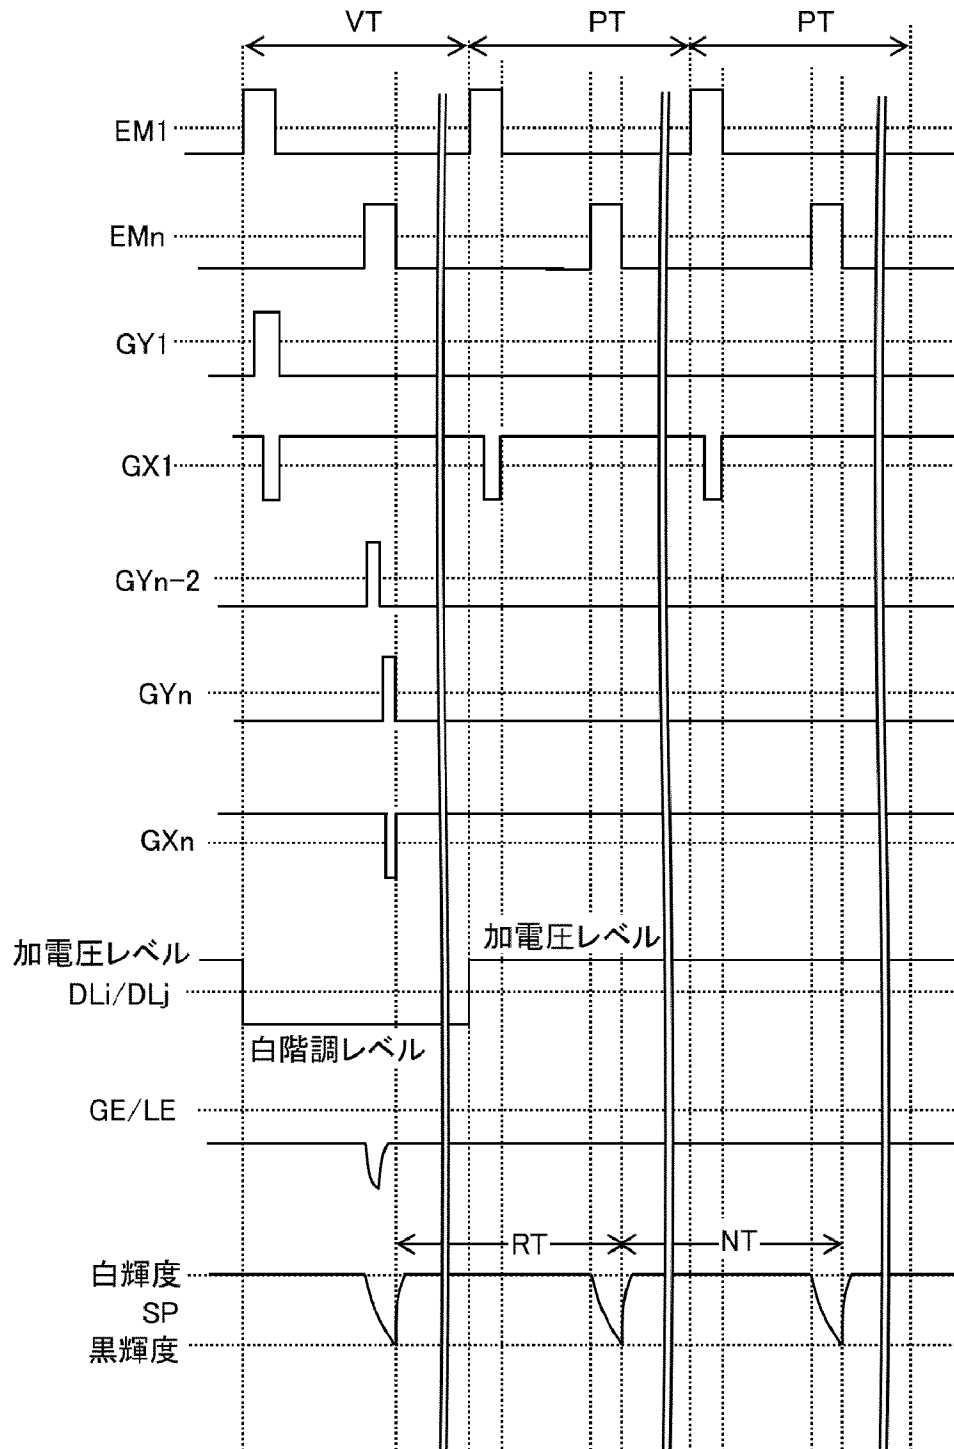 VT PT PT
EM1
EMn
GY1
GX1
GYn-2
GYn
GXn
加電圧レベル 加電圧レベル
DLi/DLj
白階調レベル
GE/LE
RT NT
白輝度
SP
黒輝度